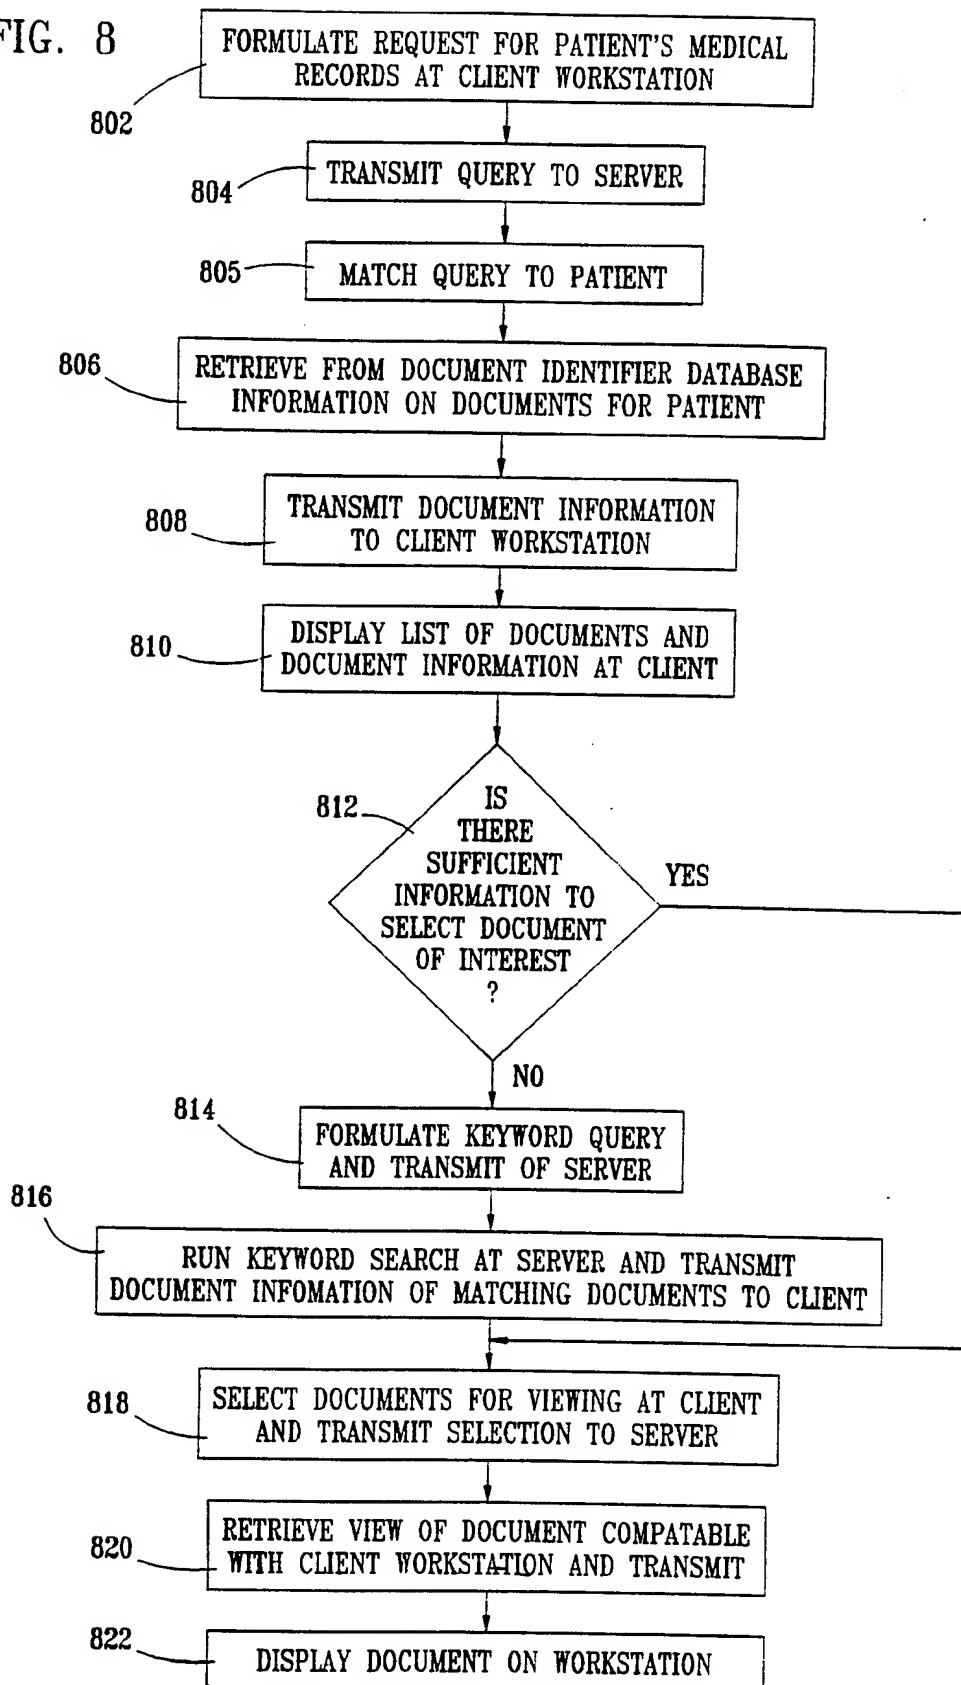 FIG. 8
FORMULATE REQUEST FOR PATIENT'S MEDICAL
RECORDS AT CLIENT WORKSTATION
802
TRANSMIT QUERY TO SERVER
804
MATCH QUERY TO PATIENT
805
806
RETRIEVE FROM DOCUMENT IDENTIFIER DATABASE
INFORMATION ON DOCUMENTS FOR PATIENT
808
TRANSMIT DOCUMENT INFORMATION
TO CLIENT WORKSTATION
810
DISPLAY LIST OF DOCUMENTS AND
DOCUMENT INFORMATION AT CLIENT
812
IS
THERE
SUFFICIENT
INFORMATION TO
SELECT DOCUMENT
OF INTEREST
?
YES
NO
814
FORMULATE KEYWORD QUERY
AND TRANSMIT OF SERVER
816
RUN KEYWORD SEARCH AT SERVER AND TRANSMIT
DOCUMENT INFOMATION OF MATCHING DOCUMENTS TO CLIENT
818
SELECT DOCUMENTS FOR VIEWING AT CLIENT
AND TRANSMIT SELECTION TO SERVER
820
RETRIEVE VIEW OF DOCUMENT COMPATABLE
WITH CLIENT WORKSTATION AND TRANSMIT
822
DISPLAY DOCUMENT ON WORKSTATION